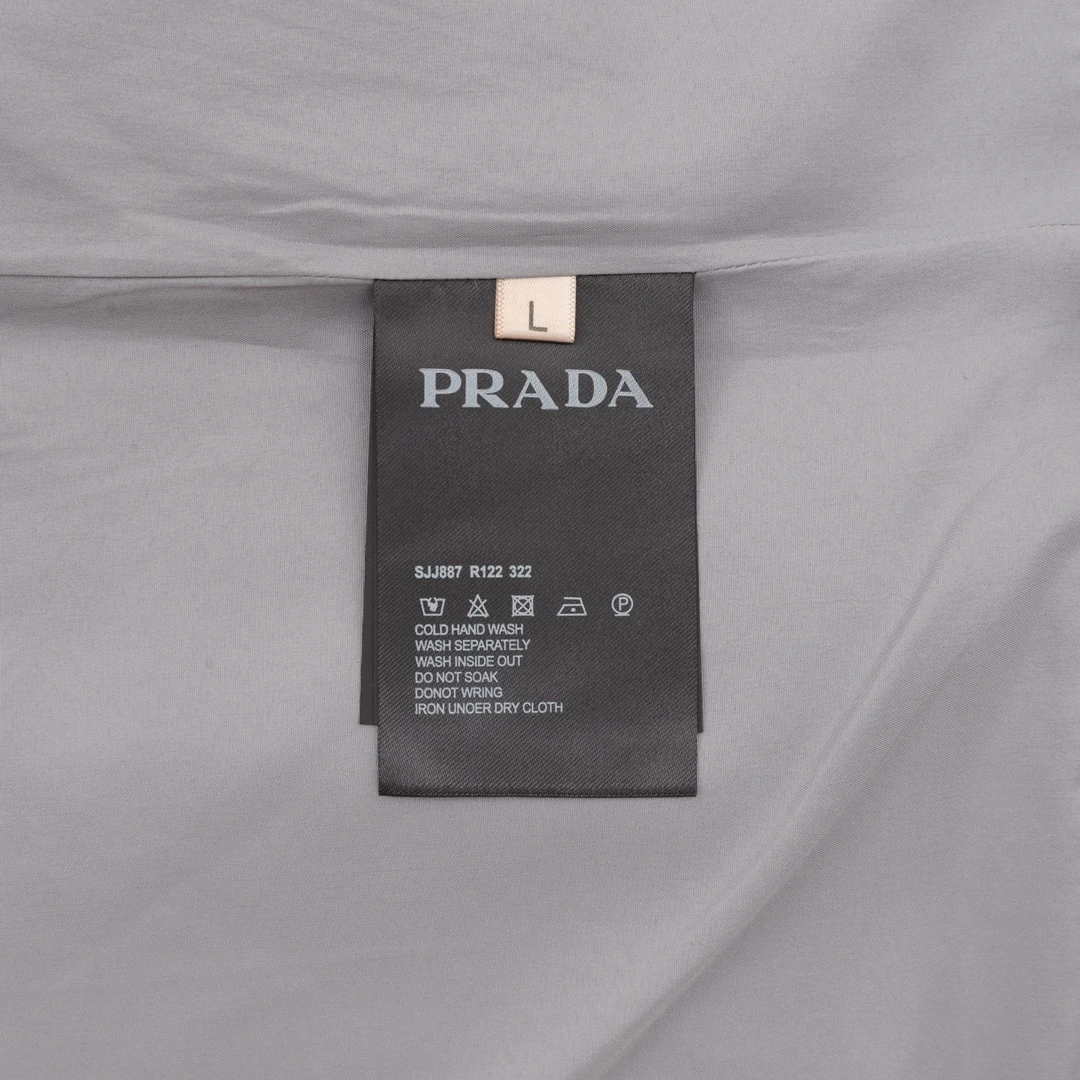 L
PRADA
SJJ887 R122 322
P
COLD HAND WASH
WASH SEPARATELY
WASH INSIDE OUT
DO NOT SOAK
DONOT WRING
IRON UNOER DRY CLOTH